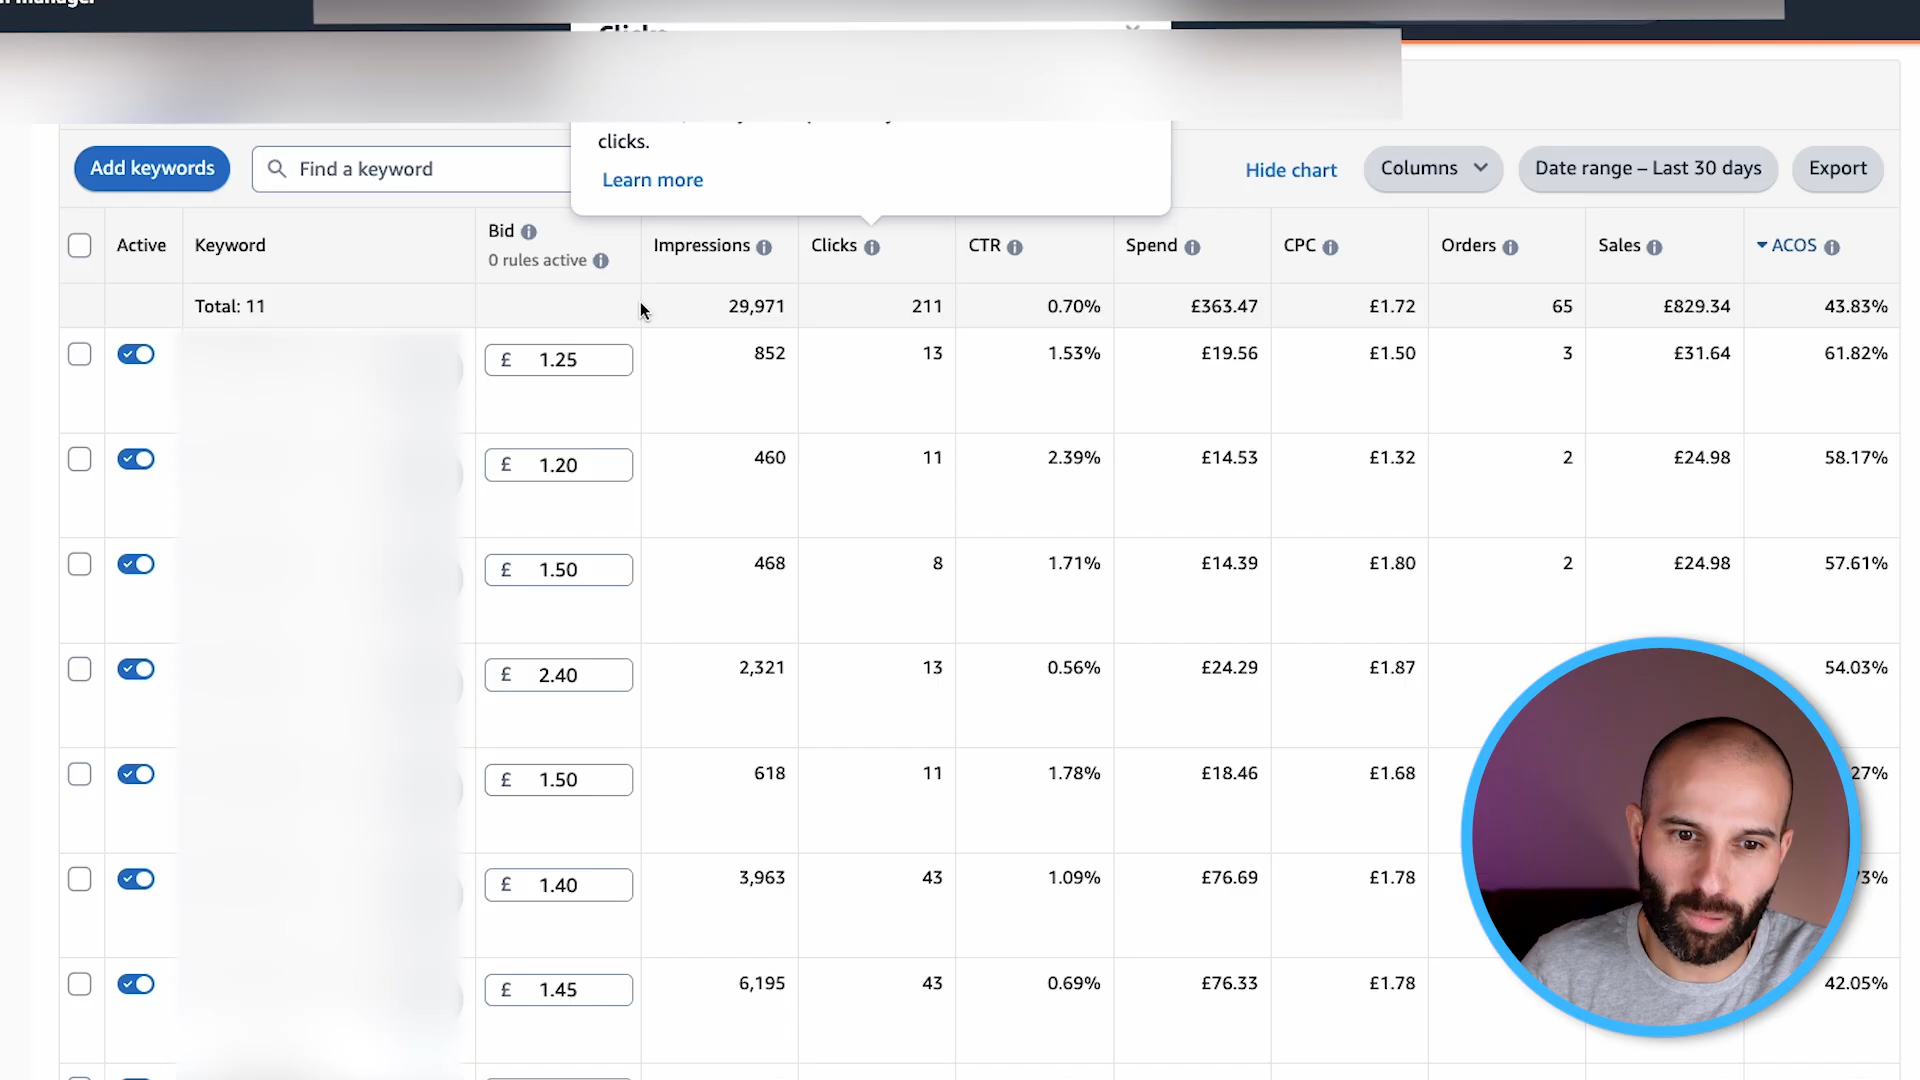 manager
Clicks
clicks.
Learn more
Add keywords
Find a keyword
Hide chart
Columns
Date range – Last 30 days
Export
Active
Keyword
Bid
0 rules active
Impressions
Clicks
CTR
Spend
CPC
Orders
Sales
ACOS
Total: 11 29,971 211 0.70% £363.47 £1.72 65 £829.34 43.83%
£ 1.25 852 13 1.53% £19.56 £1.50 3 £31.64 61.82%
£ 1.20 460 11 2.39% £14.53 £1.32 2 £24.98 58.17%
£ 1.50 468 8 1.71% £14.39 £1.80 2 £24.98 57.61%
£ 2.40 2,321 13 0.56% £24.29 £1.87 54.03%
£ 1.50 618 11 1.78% £18.46 £1.68 27%
£ 1.40 3,963 43 1.09% £76.69 £1.78 3%
£ 1.45 6,195 43 0.69% £76.33 £1.78 42.05%